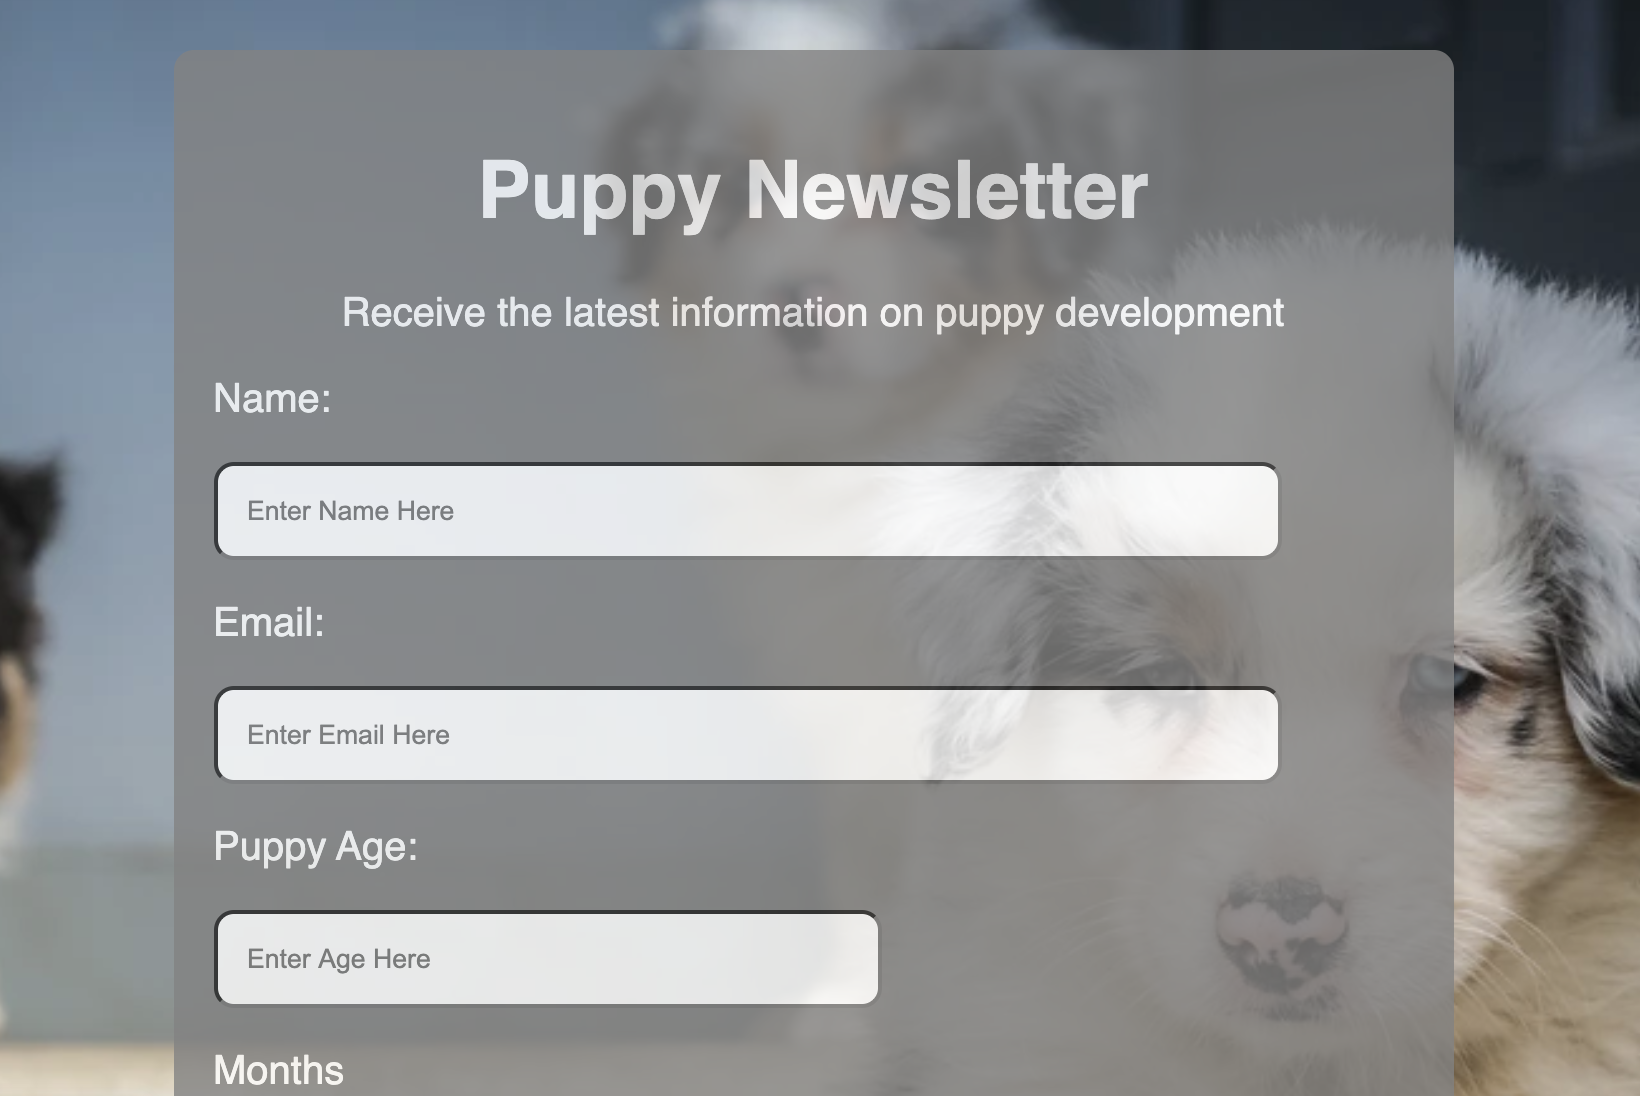 Puppy Newsletter
Receive the latest information on puppy development
Name:
Enter Name Here
Email:
Enter Email Here
Puppy Age:
Enter Age Here
Months